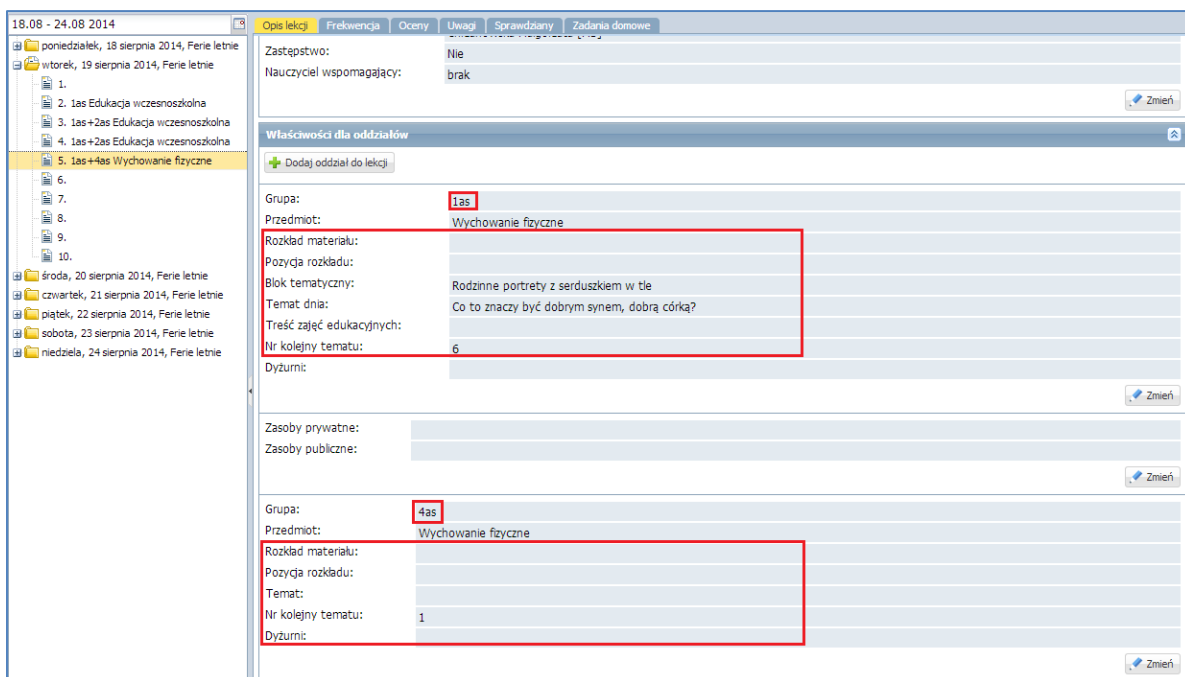 18.08 - 24.08 2014
poniedziałek, 18 sierpnia 2014, Ferie letnie
wtorek, 19 sierpnia 2014, Ferie letnie
1.
2. 1as Edukacja wczesnoszkolna
3. 1as+2as Edukacja wczesnoszkolna
4. 1as+2as Edukacja wczesnoszkolna
5. 1as+4as Wychowanie fizyczne
6.
7.
8.
9.
10.
środa, 20 sierpnia 2014, Ferie letnie
czwartek, 21 sierpnia 2014, Ferie letnie
piątek, 22 sierpnia 2014, Ferie letnie
sobota, 23 sierpnia 2014, Ferie letnie
niedziela, 24 sierpnia 2014, Ferie letnie
Opis lekcji Frekwencja Oceny Uwagi Sprawdziany Zadania domowe
Zastępstwo: Nie
Nauczyciel wspomagający: brak
Zmień
Właściwości dla oddziałów
Dodaj oddział do lekcji
Grupa: 1as
Przedmiot: Wychowanie fizyczne
Rozkład materiału:
Pozycja rozkładu:
Blok tematyczny: Rodzinne portrety z serduszkiem w tle
Temat dnia: Co to znaczy być dobrym synem, dobrą córką?
Treść zajęć edukacyjnych:
Nr kolejny tematu: 6
Dyżurni:
Zmień
Zasoby prywatne:
Zasoby publiczne:
Zmień
Grupa: 4as
Przedmiot: Wychowanie fizyczne
Rozkład materiału:
Pozycja rozkładu:
Temat:
Nr kolejny tematu: 1
Dyżurni:
Zmień